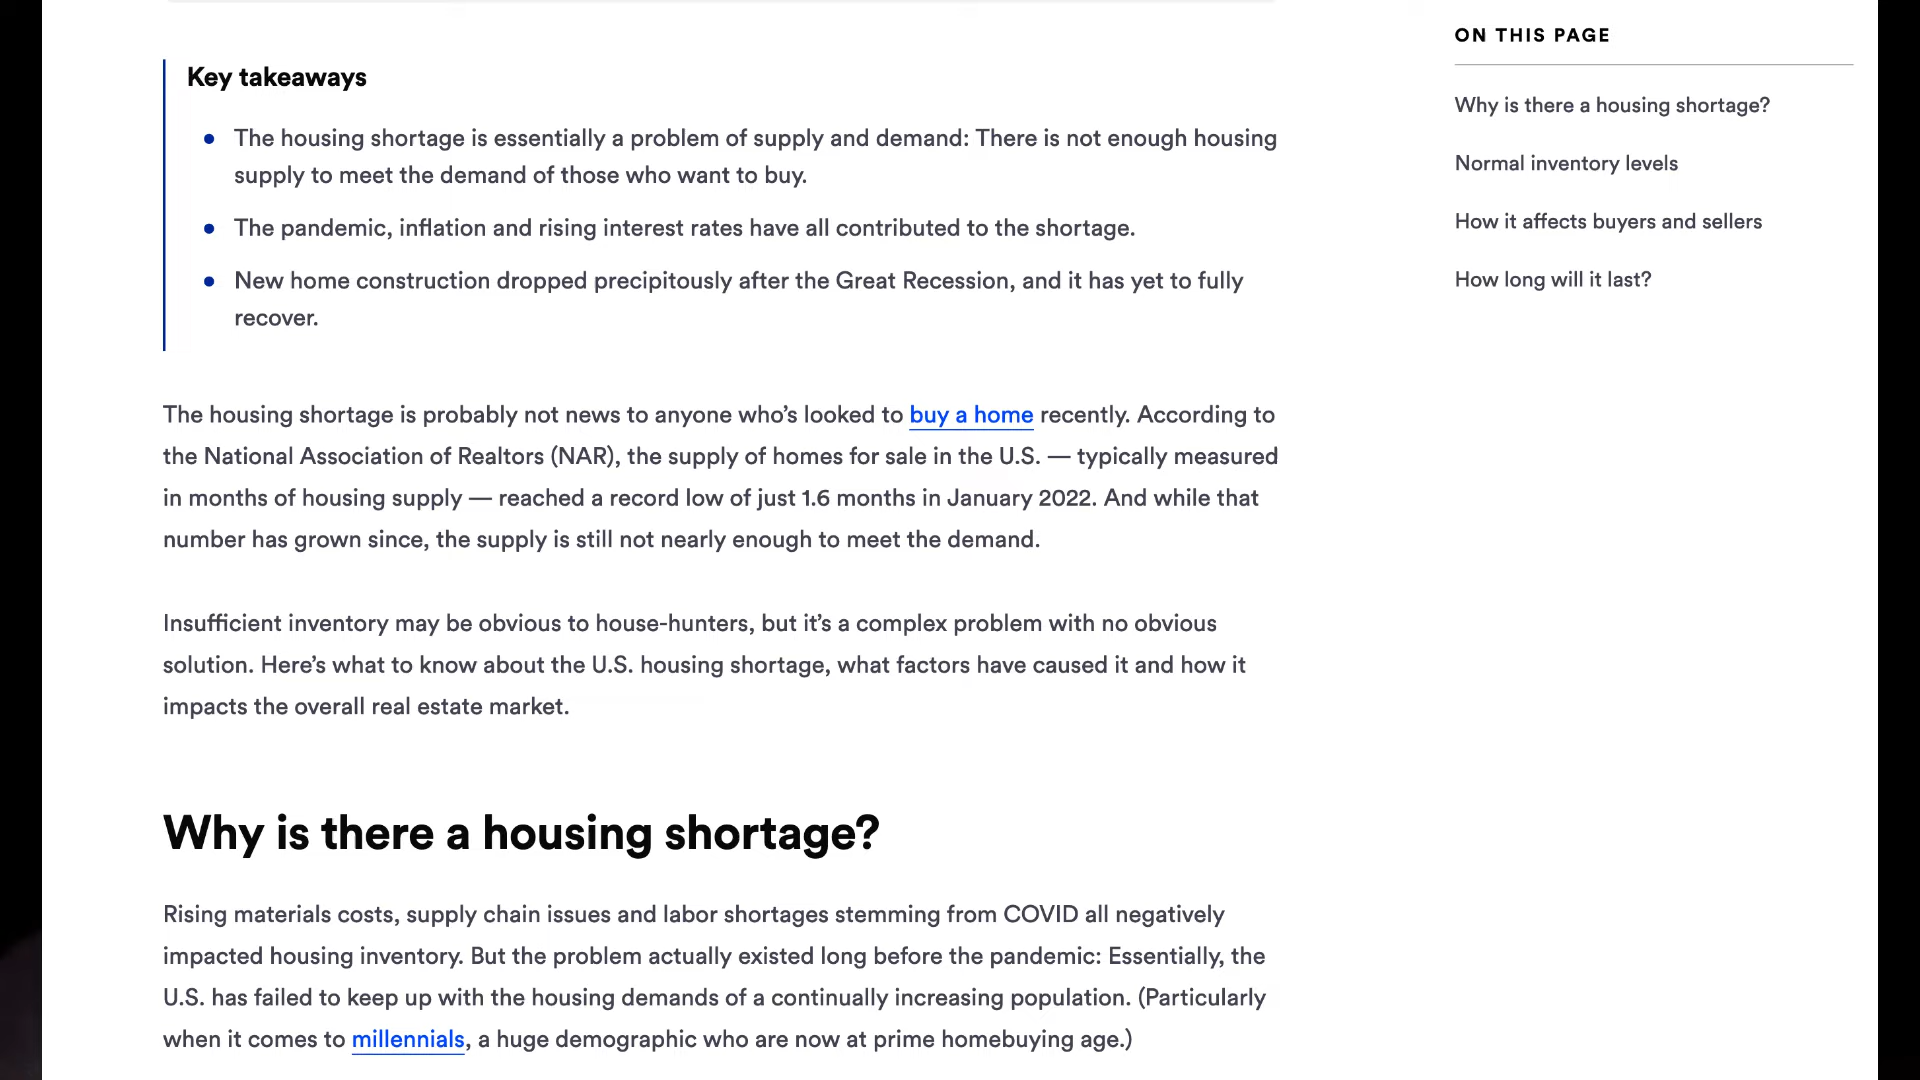 Key takeaways
The housing shortage is essentially a problem of supply and demand: There is not enough housing
supply to meet the demand of those who want to buy.
The pandemic, inflation and rising interest rates have all contributed to the shortage.
New home construction dropped precipitously after the Great Recession, and it has yet to fully
recover.
The housing shortage is probably not news to anyone who’s looked to buy a home recently. According to
the National Association of Realtors (NAR), the supply of homes for sale in the U.S. — typically measured
in months of housing supply — reached a record low of just 1.6 months in January 2022. And while that
number has grown since, the supply is still not nearly enough to meet the demand.
Insufficient inventory may be obvious to house-hunters, but it’s a complex problem with no obvious
solution. Here’s what to know about the U.S. housing shortage, what factors have caused it and how it
impacts the overall real estate market.
Why is there a housing shortage?
Rising materials costs, supply chain issues and labor shortages stemming from COVID all negatively
impacted housing inventory. But the problem actually existed long before the pandemic: Essentially, the
U.S. has failed to keep up with the housing demands of a continually increasing population. (Particularly
when it comes to millennials, a huge demographic who are now at prime homebuying age.)
ON THIS PAGE
Why is there a housing shortage?
Normal inventory levels
How it affects buyers and sellers
How long will it last?